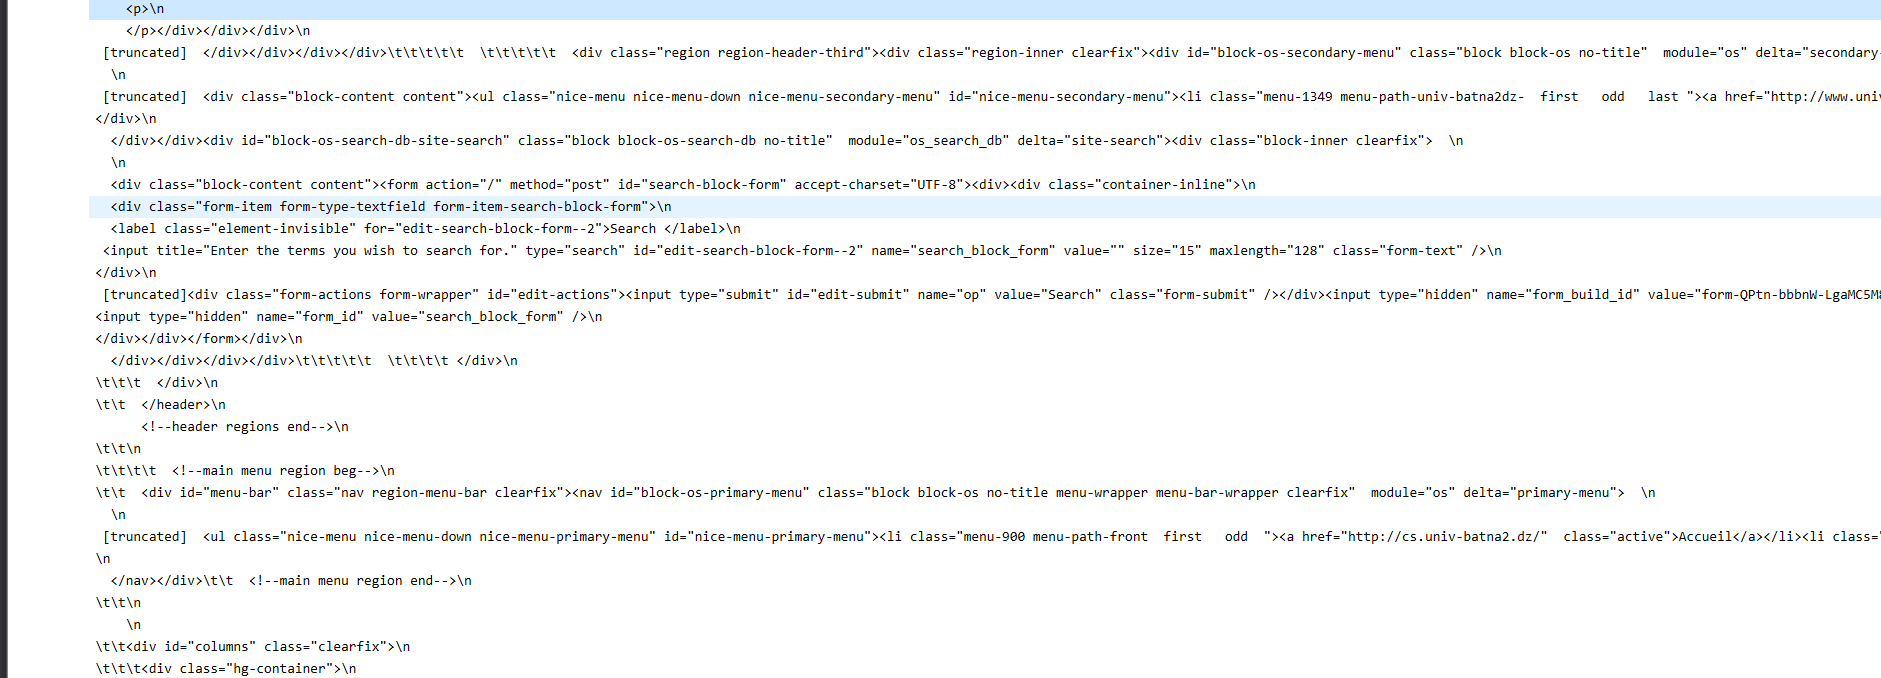 <p>\n
</p></div></div></div>\n
[truncated]  </div></div></div></div>\t\t\t\t\t  \t\t\t\t\t  <div class="region region-header-third"><div class="region-inner clearfix"><div id="block-os-secondary-menu" class="block block-os no-title"  module="os" delta="secondary-
\n
[truncated]  <div class="block-content content"><ul class="nice-menu nice-menu-down nice-menu-secondary-menu" id="nice-menu-secondary-menu"><li class="menu-1349 menu-path-univ-batna2dz-  first   odd   last "><a href="http://www.univ
</div>\n
</div></div><div id="block-os-search-db-site-search" class="block block-os-search-db no-title"  module="os_search_db" delta="site-search"><div class="block-inner clearfix">  \n
\n
<div class="block-content content"><form action="/" method="post" id="search-block-form" accept-charset="UTF-8"><div><div class="container-inline">\n
<div class="form-item form-type-textfield form-item-search-block-form">\n
<label class="element-invisible" for="edit-search-block-form--2">Search </label>\n
<input title="Enter the terms you wish to search for." type="search" id="edit-search-block-form--2" name="search_block_form" value="" size="15" maxlength="128" class="form-text" />\n
</div>\n
[truncated]<div class="form-actions form-wrapper" id="edit-actions"><input type="submit" id="edit-submit" name="op" value="Search" class="form-submit" /></div><input type="hidden" name="form_build_id" value="form-QPtn-bbbnW-LgaMC5M
<input type="hidden" name="form_id" value="search_block_form" />\n
</div></div></form></div>\n
</div></div></div></div>\t\t\t\t\t  \t\t\t\t </div>\n
\t\t\t  </div>\n
\t\t  </header>\n
<!--header regions end-->\n
\t\t\n
\t\t\t\t  <!--main menu region beg-->\n
\t\t  <div id="menu-bar" class="nav region-menu-bar clearfix"><nav id="block-os-primary-menu" class="block block-os no-title menu-wrapper menu-bar-wrapper clearfix"  module="os" delta="primary-menu">  \n
\n
[truncated]  <ul class="nice-menu nice-menu-down nice-menu-primary-menu" id="nice-menu-primary-menu"><li class="menu-900 menu-path-front  first   odd  "><a href="http://cs.univ-batna2.dz/"  class="active">Accueil</a></li><li class=
\n
</nav></div>\t\t  <!--main menu region end-->\n
\t\t\n
\n
\t\t<div id="columns" class="clearfix">\n
\t\t\t<div class="hg-container">\n